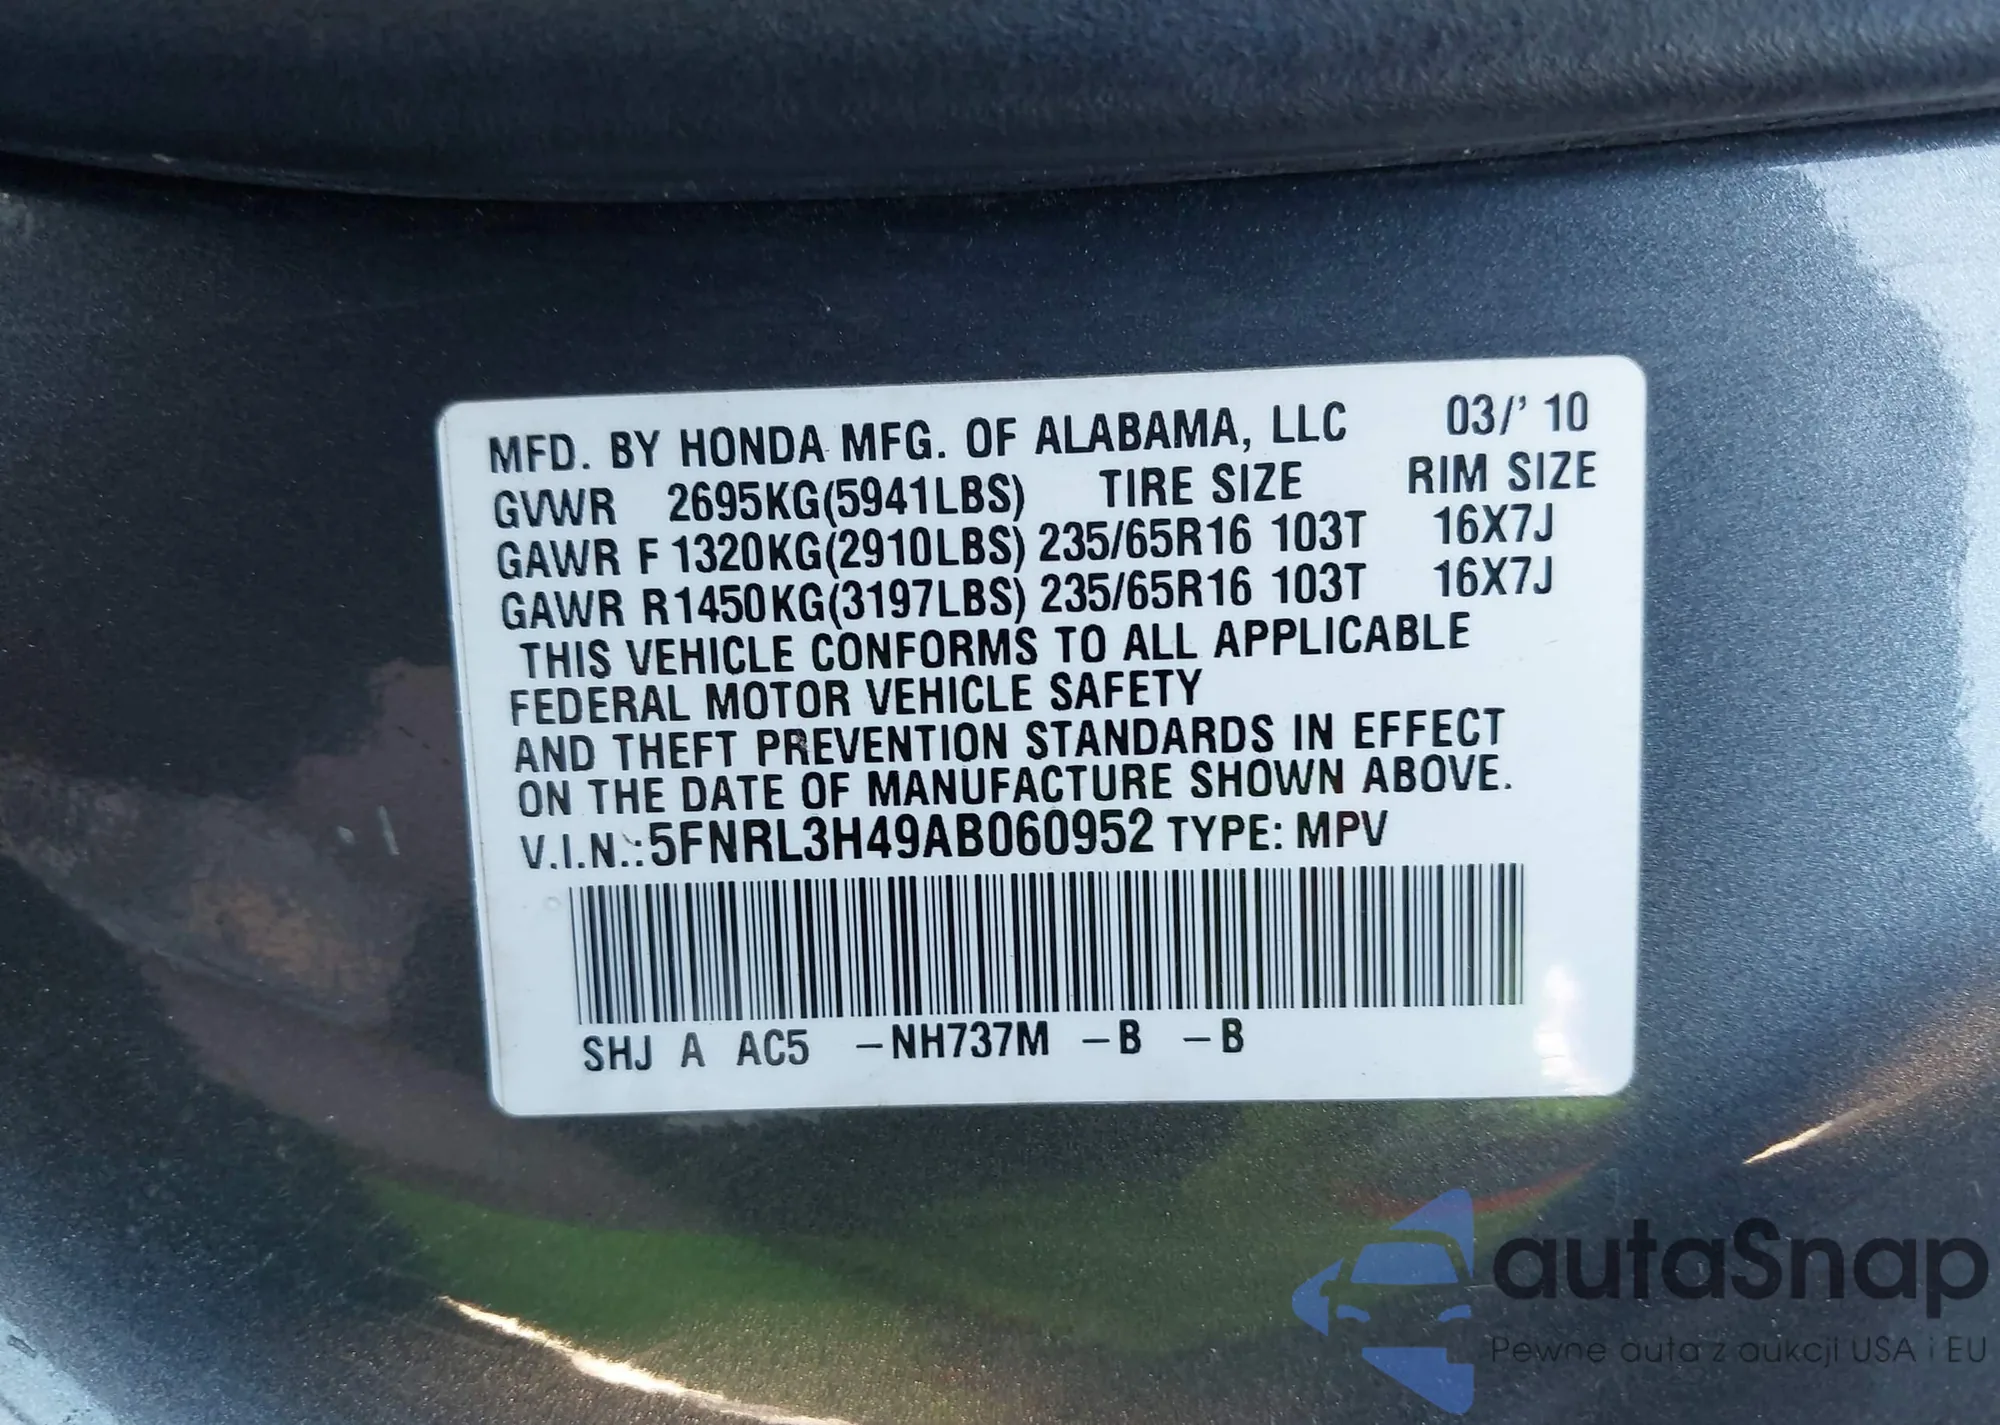 MFD. BY HONDA MFG. OF ALABAMA, LLC 03/' 10
GVWR 2695KG(5941LBS) TIRE SIZE RIM SIZE
GAWR F 1320KG(2910LBS) 235/65R16 103T 16X7J
GAWR R1450KG(3197LBS) 235/65R16 103T 16X7J
THIS VEHICLE CONFORMS TO ALL APPLICABLE
FEDERAL MOTOR VEHICLE SAFETY
AND THEFT PREVENTION STANDARDS IN EFFECT
ON THE DATE OF MANUFACTURE SHOWN ABOVE.
V.I.N.:5FNRL3H49AB060952 TYPE: MPV
SHJ A AC5 -NH737M -B -B
autaSnap
Pewne auta z aukcji USA i EU